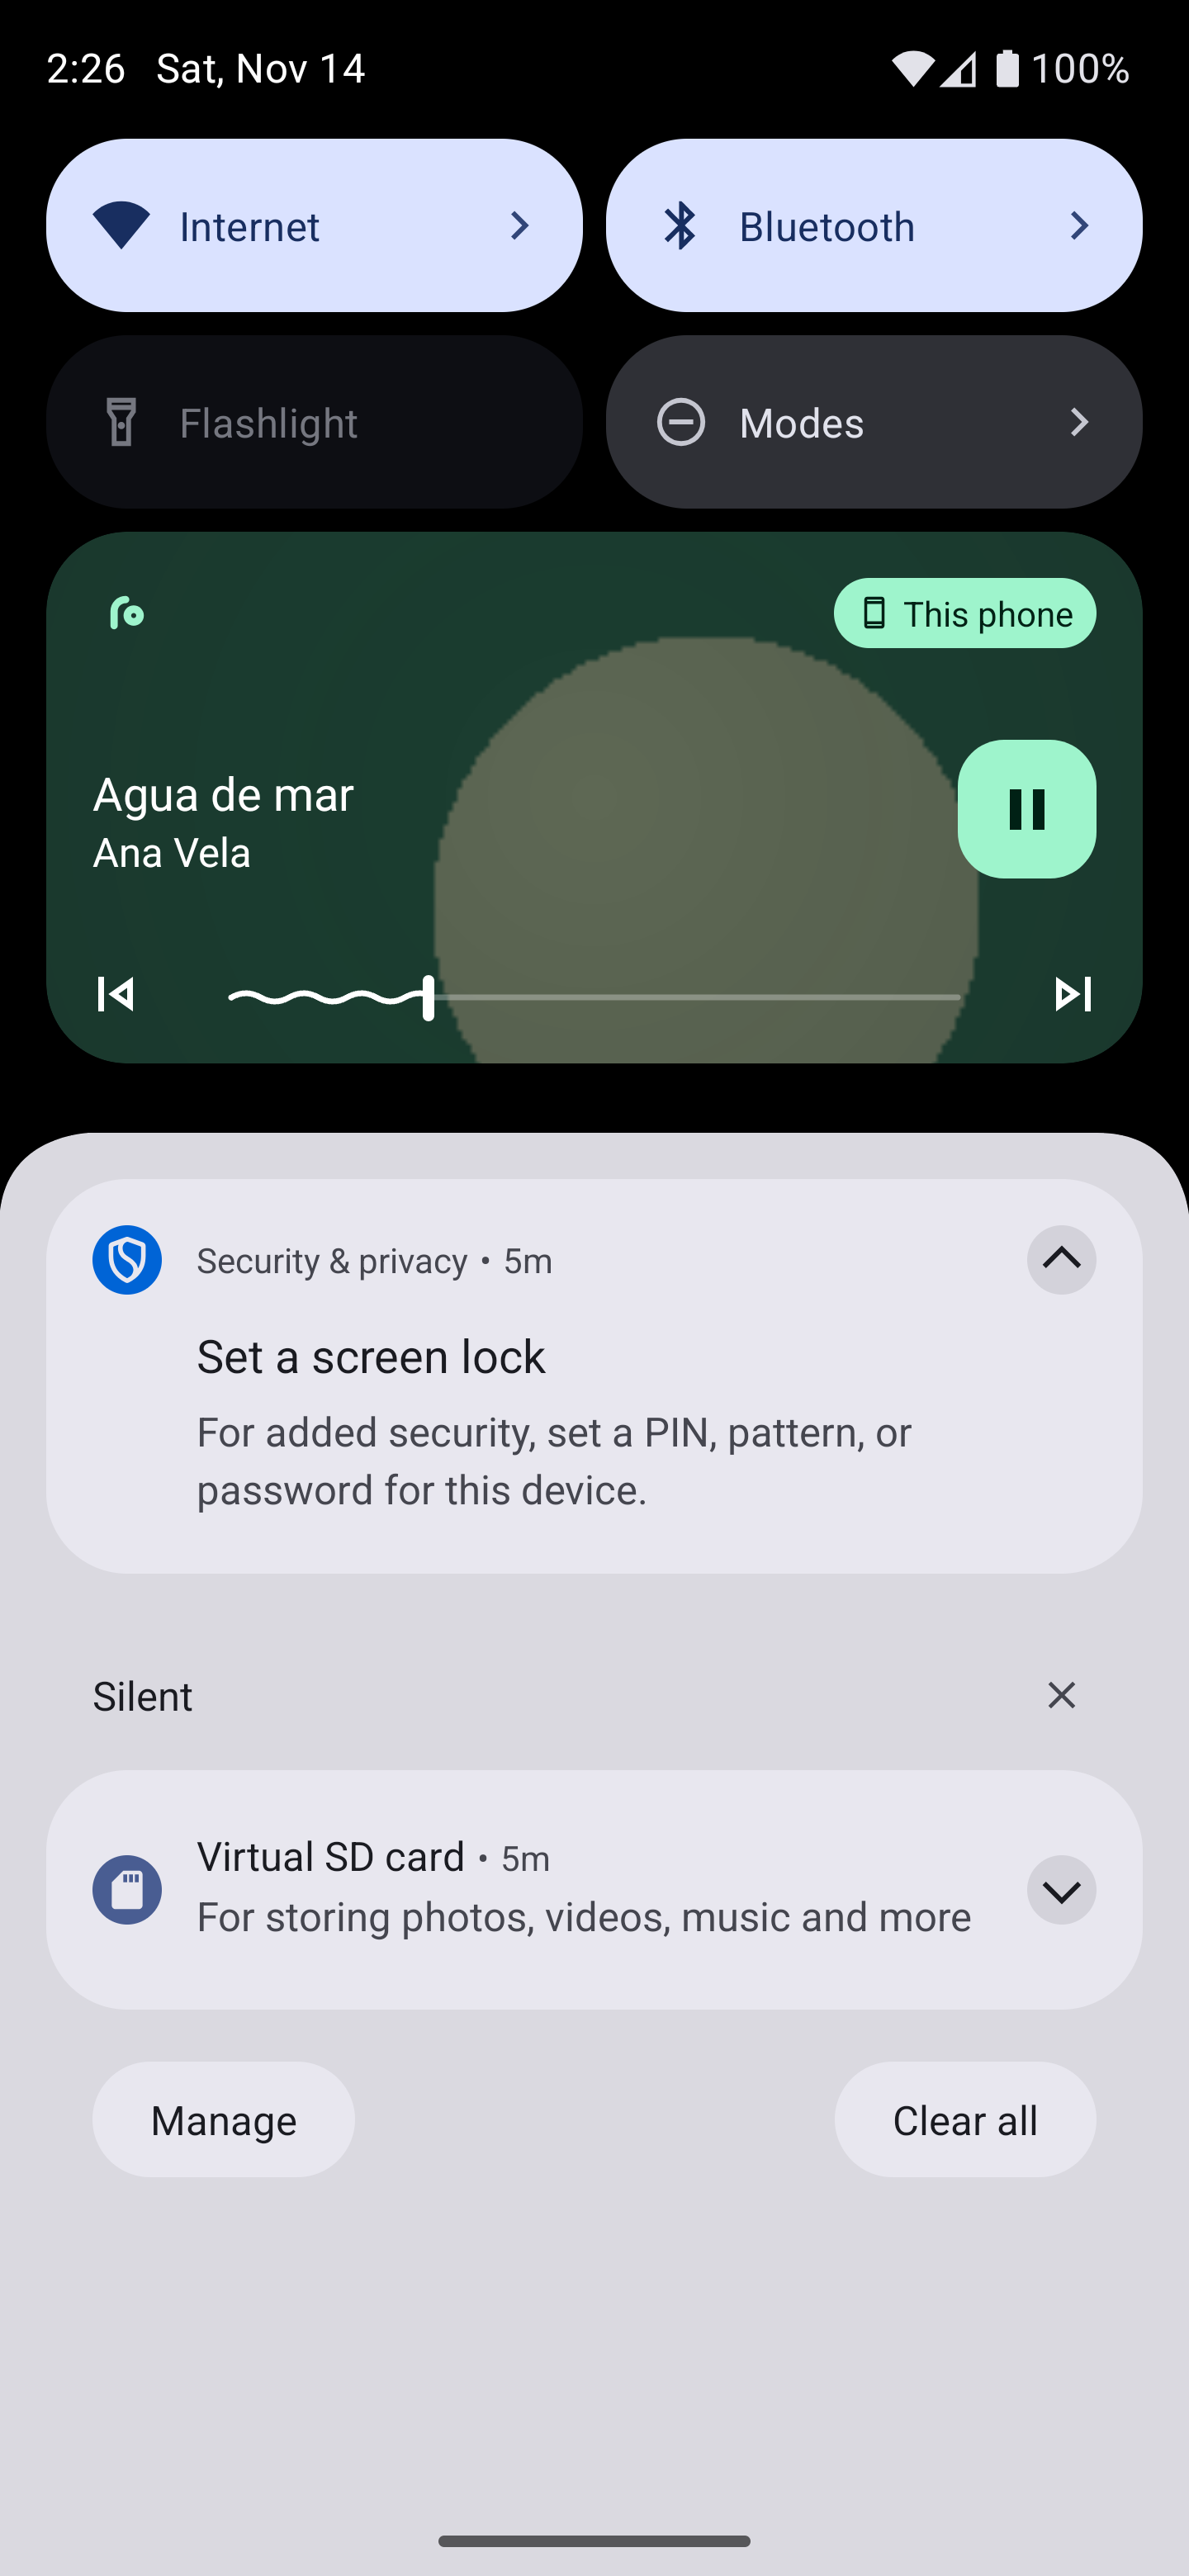 2:26 Sat, Nov 14 100%
Internet
Bluetooth
Flashlight
Modes
This phone
Agua de mar
Ana Vela
Security & privacy • 5m
Set a screen lock
For added security, set a PIN, pattern, or
password for this device.
Silent
Virtual SD card • 5m
For storing photos, videos, music and more
Manage
Clear all